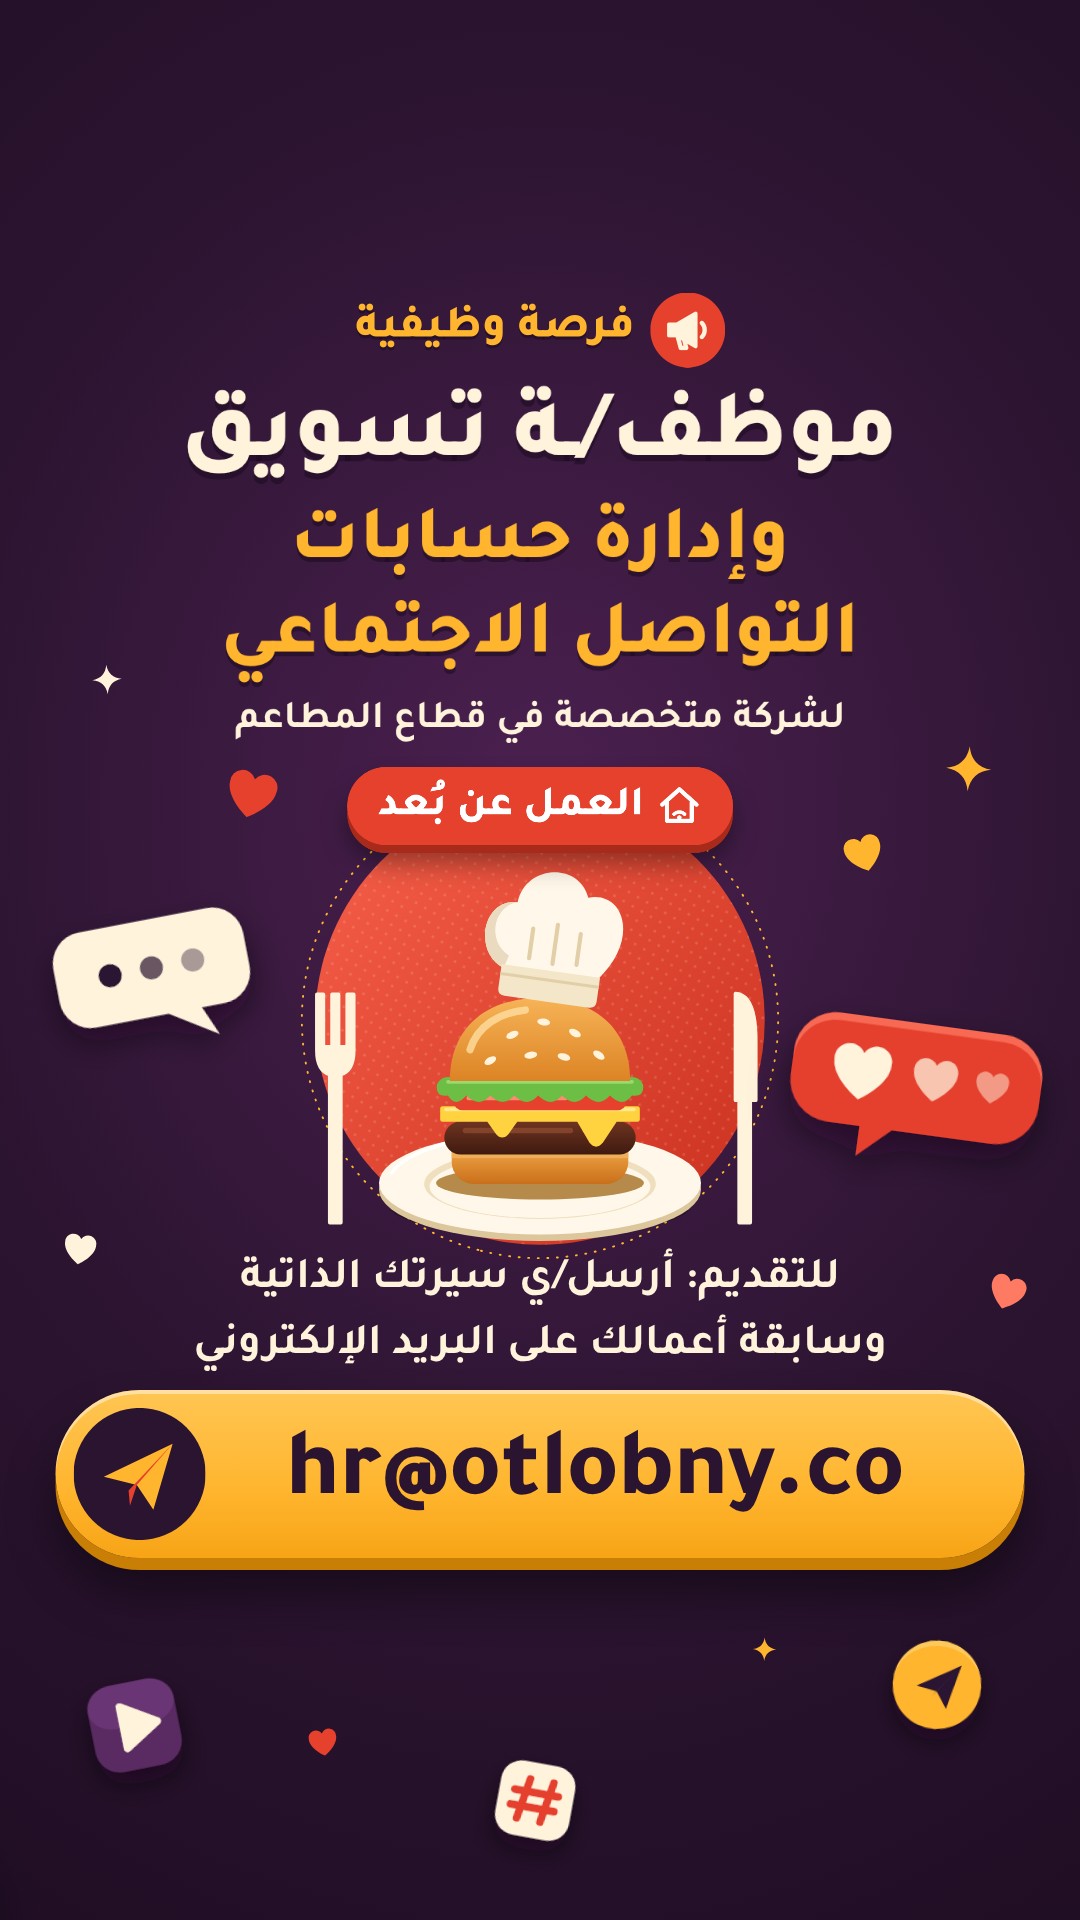 فرصة وظيفية
موظف/ـة تسويق
وإدارة حسابات
التواصل الاجتماعي
لشركة متخصصة في قطاع المطاعم
العمل عن بُعد
للتقديم: أرسل/ي سيرتك الذاتية
وسابقة أعمالك على البريد الإلكتروني
hr@otlobny.co
#